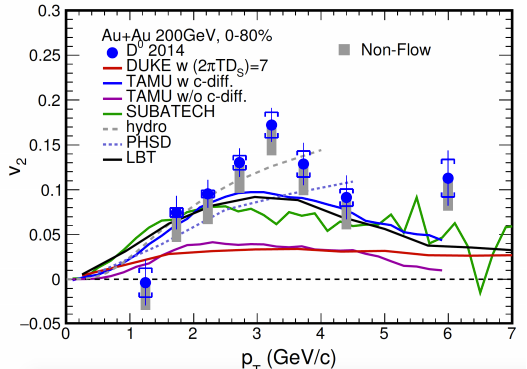 0.3
0.25
0.2
0.15
0.1
0.05
0
−0.05
v2
Au+Au 200GeV, 0-80%
D0 2014
DUKE w (2πTDS)=7
TAMU w c-diff.
TAMU w/o c-diff.
SUBATECH
hydro
PHSD
LBT
Non-Flow
0 1 2 3 4 5 6 7
pT (GeV/c)